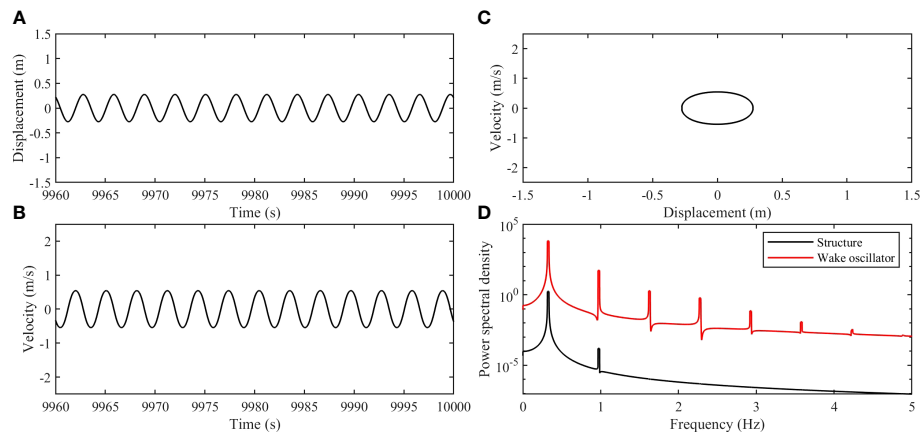 A
1.5
1
0.5
0
-0.5
-1
-1.5
Displacement (m)
9960 9965 9970 9975 9980 9985 9990 9995 10000
Time (s)
B
2
1
0
-1
-2
Velocity (m/s)
9960 9965 9970 9975 9980 9985 9990 9995 10000
Time (s)
C
2
1
0
-1
-2
Velocity (m/s)
-1.5 -1 -0.5 0 0.5 1 1.5
Displacement (m)
D
10^5
10^0
10^-5
Power spectral density
Structure
Wake oscillator
0 1 2 3 4 5
Frequency (Hz)